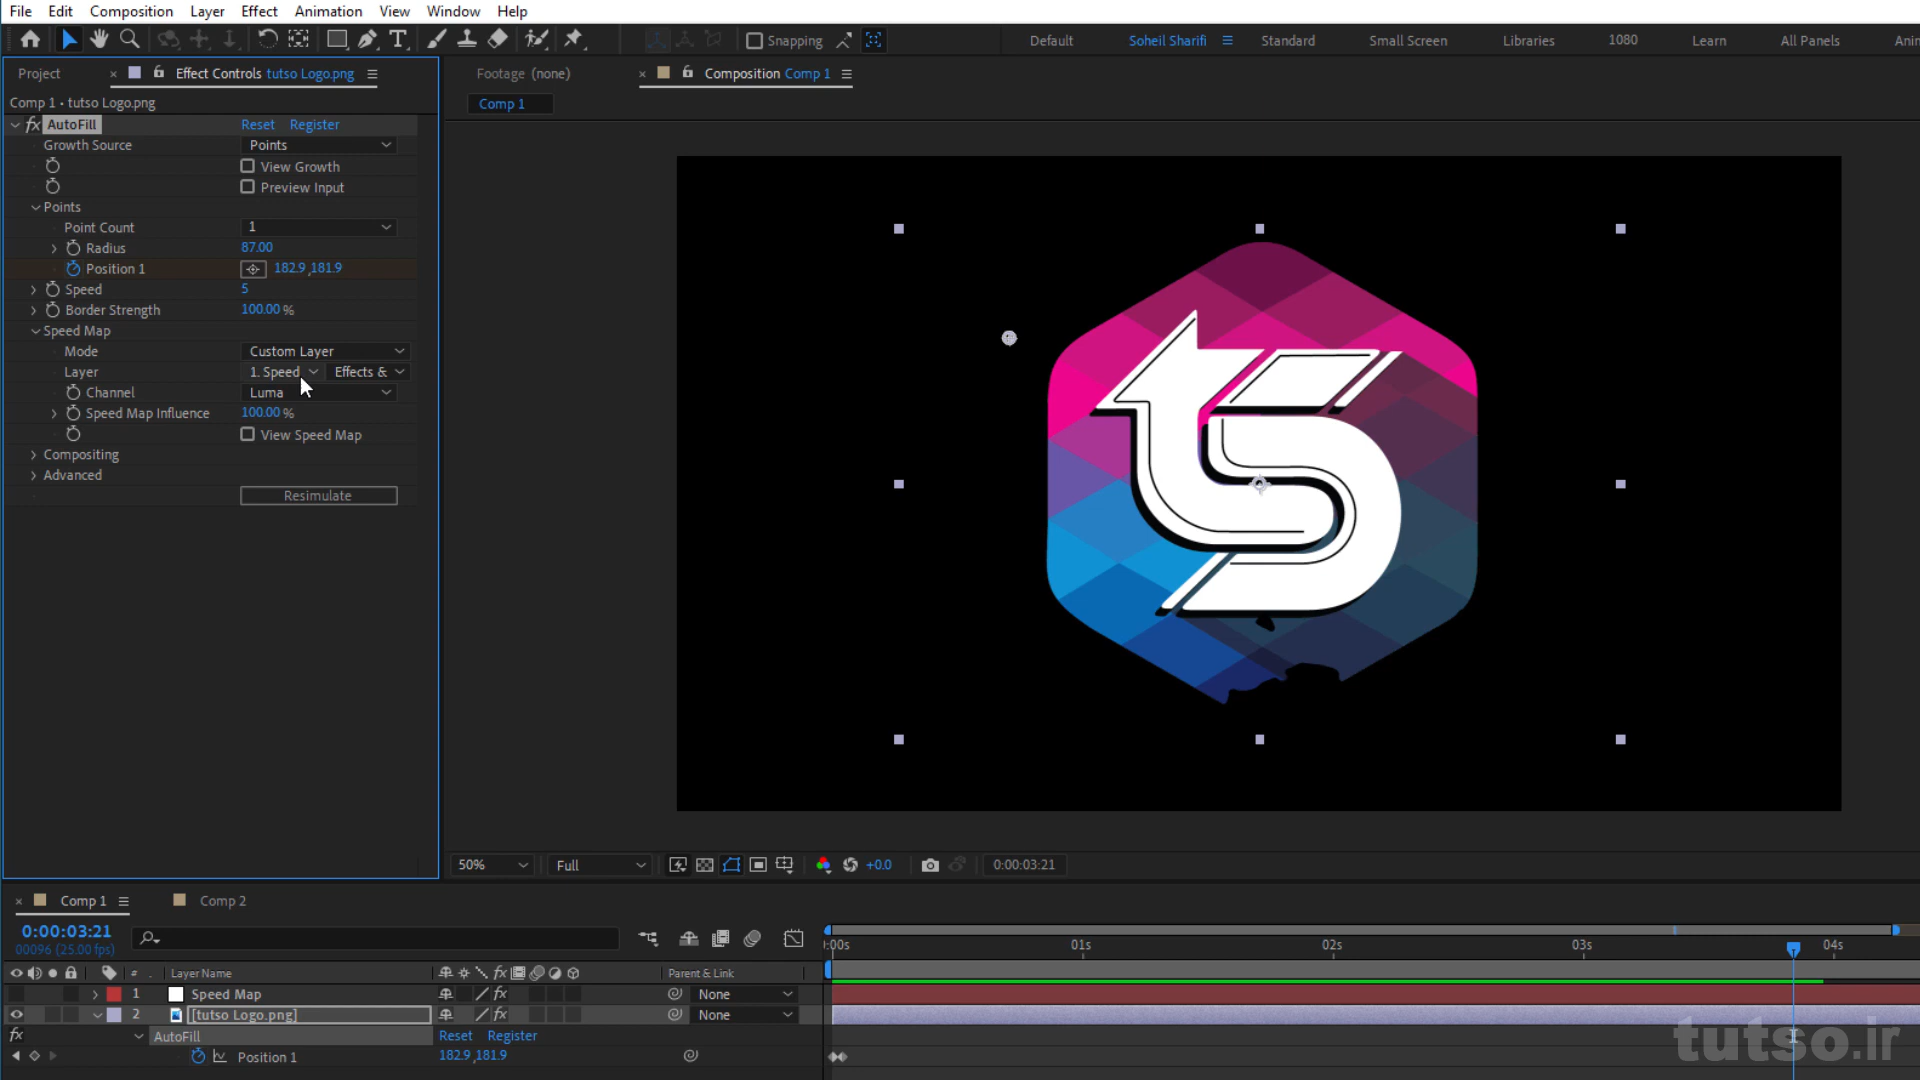 File Edit Composition Layer Effect Animation View Window Help
Snapping Default Soheil Sharifi Standard Small Screen Libraries 1080 Learn All Panels
Project × Effect Controls tutso Logo.png Footage (none) × Composition Comp 1
Comp 1 • tutso Logo.png Comp 1
fx AutoFill Reset Register
Growth Source Points
View Growth
Preview Input
Points
Point Count 1
Radius 87.00
Position 1 182.9,181.9
Speed 5
Border Strength 100.00 %
Speed Map
Mode Custom Layer
Layer 1. Speed Effects &
Channel Luma
Speed Map Influence 100.00 %
View Speed Map
Compositing
Advanced
Resimulate
50% Full +0.0 0:00:03:21
× Comp 1 Comp 2
0:00:03:21
00096 (25.00 fps)
:00s 01s 02s 03s 04s
# Layer Name fx Parent & Link
1 Speed Map fx None
2 [tutso Logo.png] fx None
fx AutoFill Reset Register
Position 1 182.9,181.9
tutso.ir